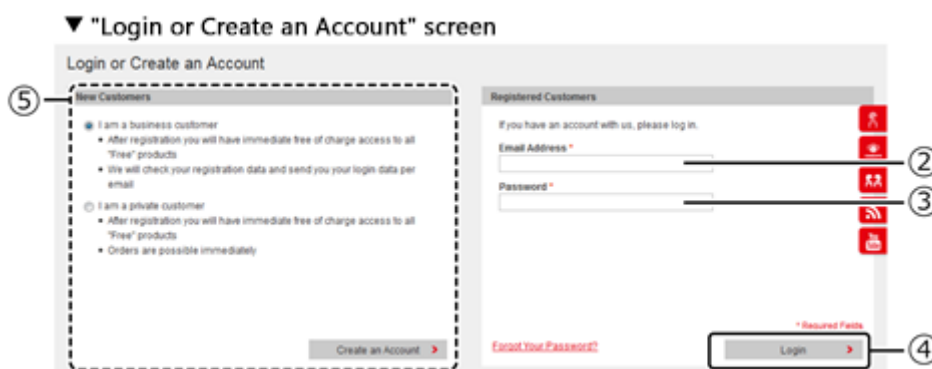 ▼ "Login or Create an Account" screen
Login or Create an Account
⑤
New Customers
I am a business customer
• After registration you will have immediate free of charge access to all
"Free" products
• We will check your registration data and send you your login data per
email
I am a private customer
• After registration you will have immediate free of charge access to all
"Free" products
• Orders are possible immediately
Create an Account
Registered Customers
If you have an account with us, please log in.
Email Address *
②
Password *
③
You
Tube
* Required Fields
Forgot Your Password?
Login
④